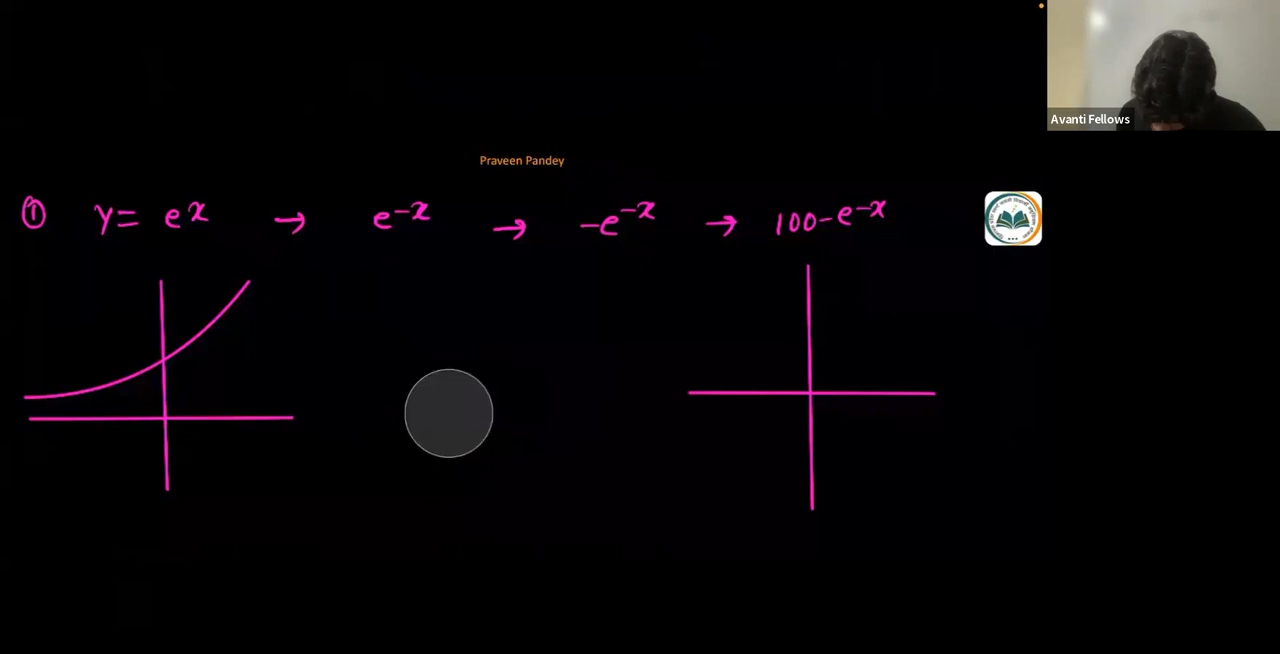 Avanti Fellows
Praveen Pandey
① y = e^x → e^-x → -e^-x → 100-e^-x